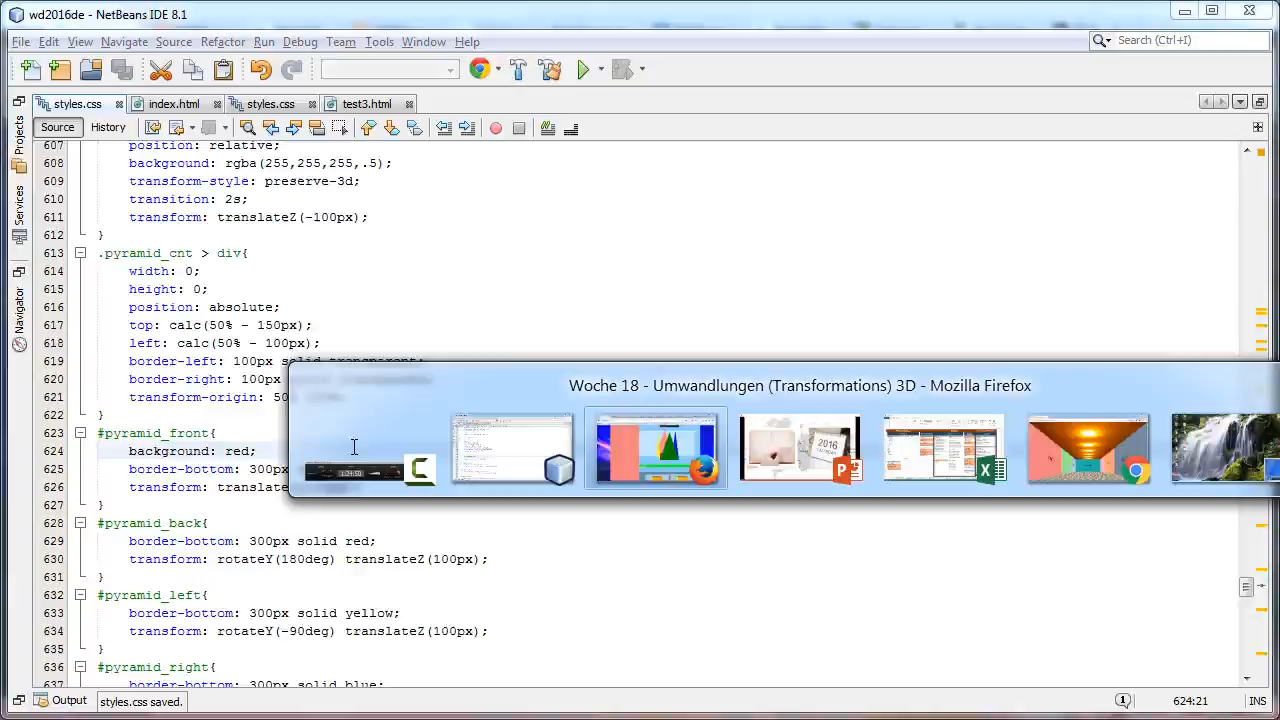 wd2016de - NetBeans IDE 8.1
File Edit View Navigate Source Refactor Run Debug Team Tools Window Help
Search (Ctrl+I)
styles.css index.html styles.css test3.html
Source History
Projects
Services
Navigator
607 position: relative;
608 background: rgba(255,255,255,.5);
609 transform-style: preserve-3d;
610 transition: 2s;
611 transform: translateZ(-100px);
612 }
613 .pyramid_cnt > div{
614 width: 0;
615 height: 0;
616 position: absolute;
617 top: calc(50% - 150px);
618 left: calc(50% - 100px);
619 border-left: 100px solid transparent;
620 border-right: 100px
621 transform-origin: 50
622 }
623 #pyramid_front{
624 background: red;
625 border-bottom: 300px
626 transform: translate
627 }
628 #pyramid_back{
629 border-bottom: 300px solid red;
630 transform: rotateY(180deg) translateZ(100px);
631 }
632 #pyramid_left{
633 border-bottom: 300px solid yellow;
634 transform: rotateY(-90deg) translateZ(100px);
635 }
636 #pyramid_right{
637 border-bottom: 300px solid blue;
Woche 18 - Umwandlungen (Transformations) 3D - Mozilla Firefox
2016
Output
styles.css saved.
1
624:21
INS